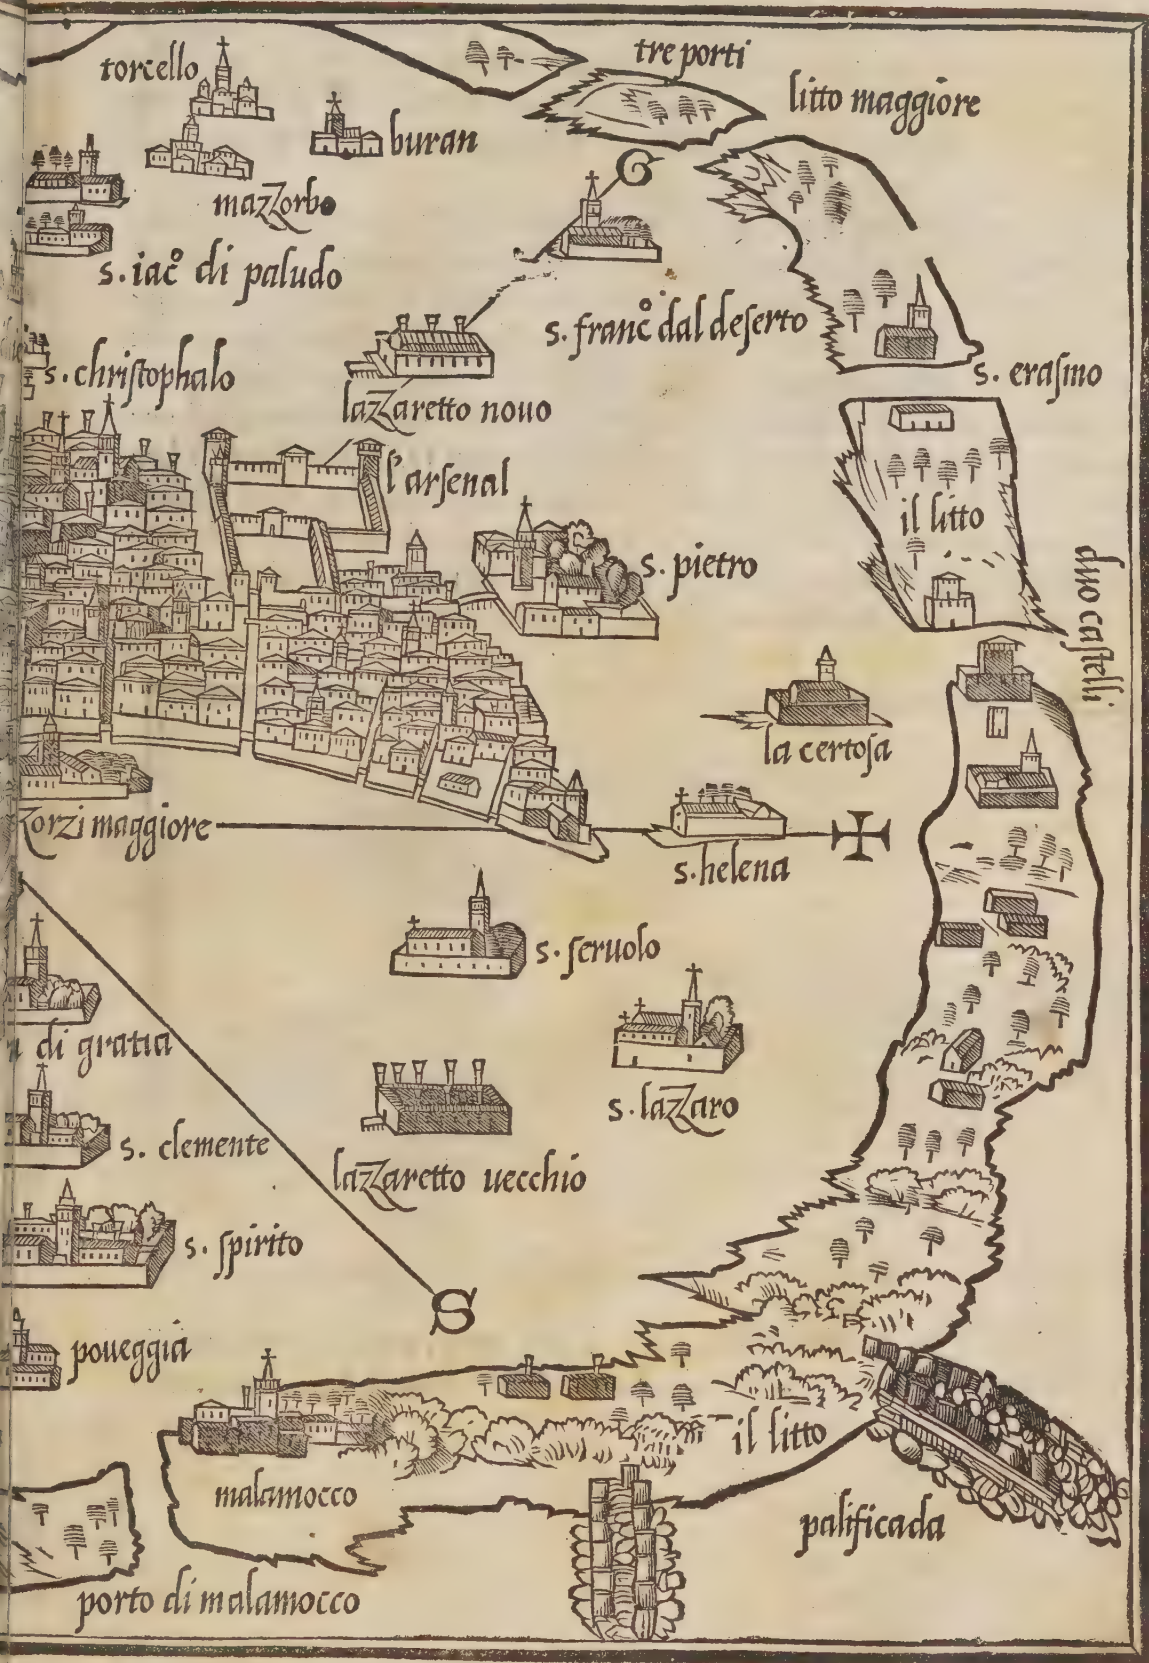 tre porti
torcello
litto maggiore
buran
G
mazzorbo
s. iac.º di paludo
s. franc.º dal deserto
s. christophalo
s. eraſmo
lazzaretto nouo
l'arſenal
il litto
s. pietro
duo caſtelli
la certoſa
zorzi maggiore
s. helena
s. ſeruolo
di gratia
s. lazzaro
s. clemente
lazzaretto uecchio
s. ſpirito
S
poueggia
il litto
malamocco
palificada
porto di malamocco